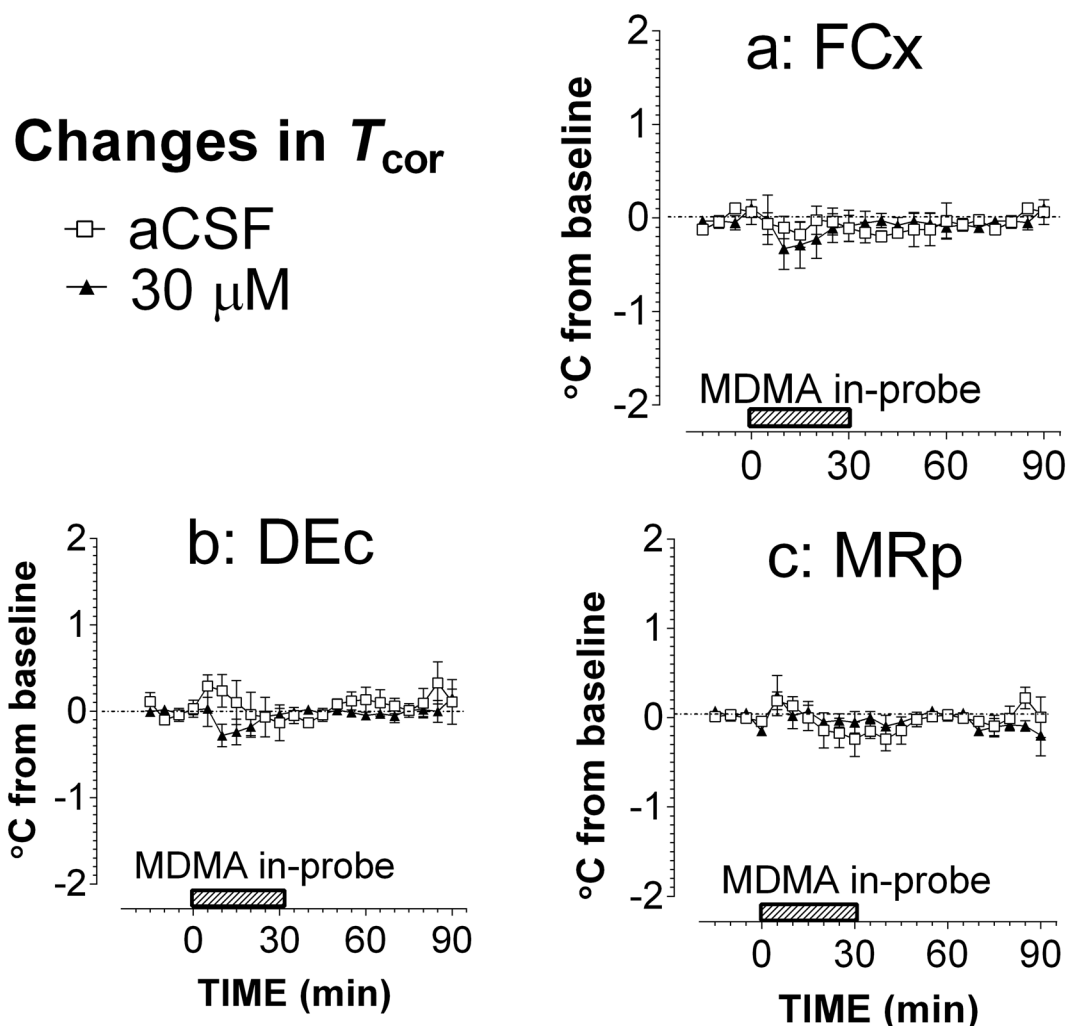 Changes in Tcor
aCSF
30 μM
a: FCx
°C from baseline
2
1
0
-1
-2
MDMA in-probe
0 30 60 90
b: DEc
°C from baseline
2
1
0
-1
-2
MDMA in-probe
0 30 60 90
TIME (min)
c: MRp
°C from baseline
2
1
0
-1
-2
MDMA in-probe
0 30 60 90
TIME (min)